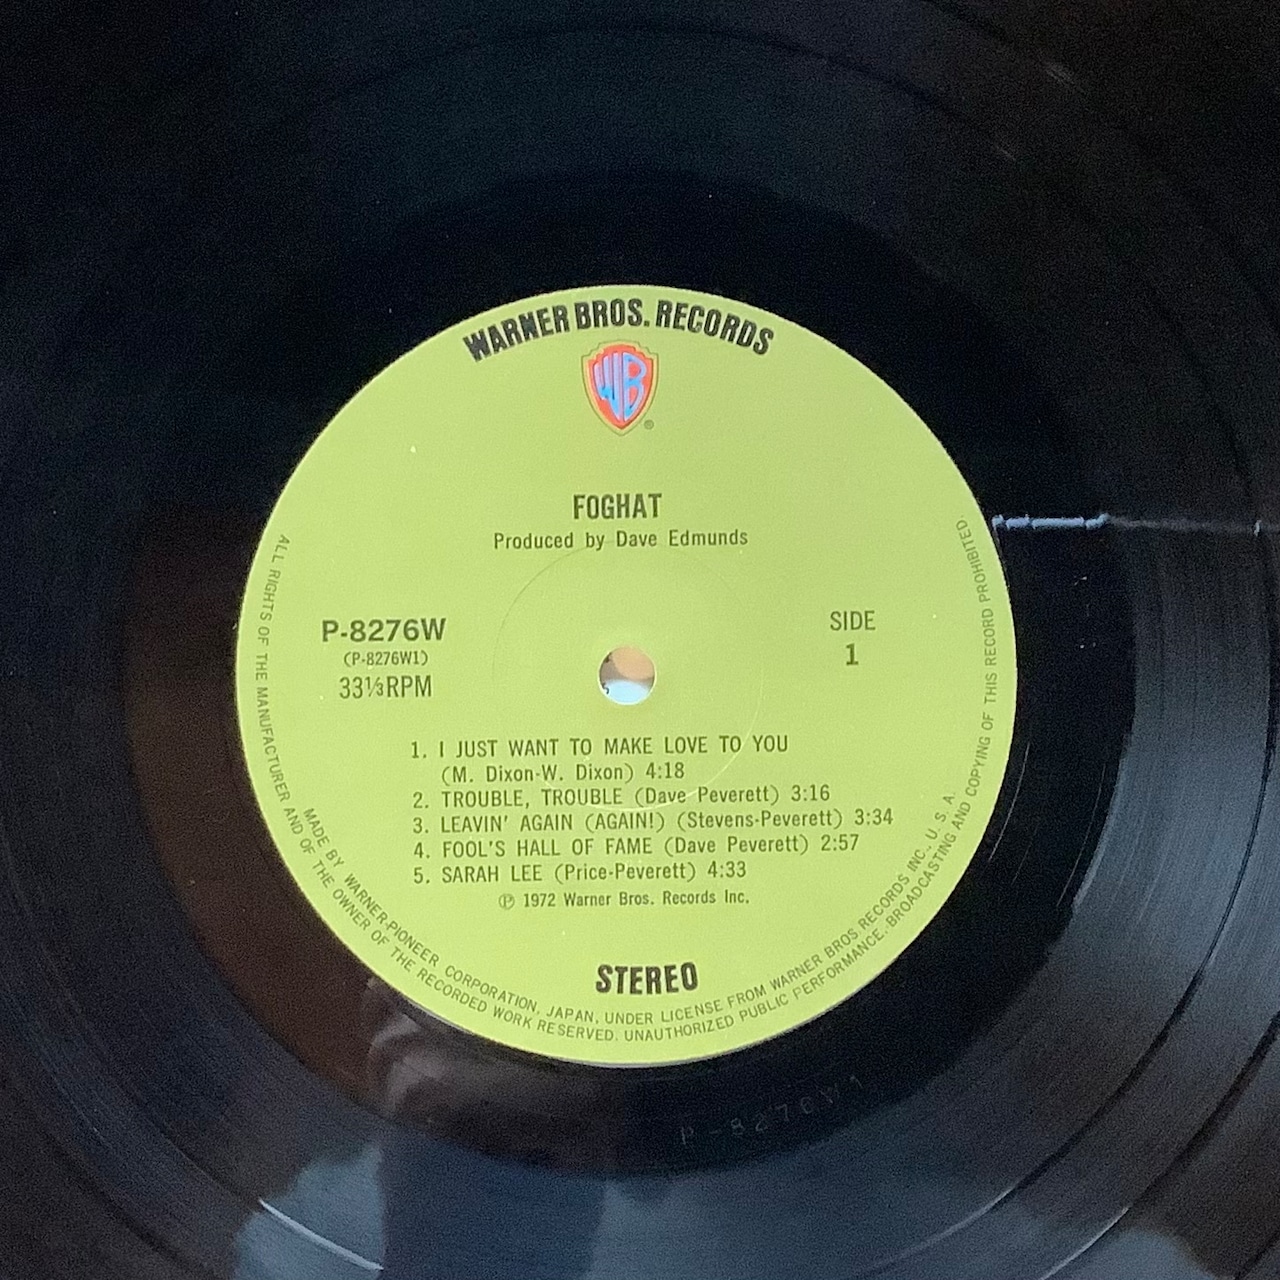 WARNER BROS. RECORDS
WB
®
FOGHAT
Produced by Dave Edmunds
P-8276W
(P-8276W1)
33⅓RPM
SIDE
1
1. I JUST WANT TO MAKE LOVE TO YOU
(M. Dixon-W. Dixon) 4:18
2. TROUBLE, TROUBLE (Dave Peverett) 3:16
3. LEAVIN' AGAIN (AGAIN!) (Stevens-Peverett) 3:34
4. FOOL'S HALL OF FAME (Dave Peverett) 2:57
5. SARAH LEE (Price-Peverett) 4:33
℗ 1972 Warner Bros. Records Inc.
STEREO
MADE BY WARNER-PIONEER CORPORATION, JAPAN, UNDER LICENSE FROM WARNER BROS RECORDS INC., U. S. A.
ALL RIGHTS OF THE MANUFACTURER AND OF THE OWNER OF THE RECORDED WORK RESERVED. UNAUTHORIZED PUBLIC PERFORMANCE, BROADCASTING AND COPYING OF THIS RECORD PROHIBITED.
P-8276W1